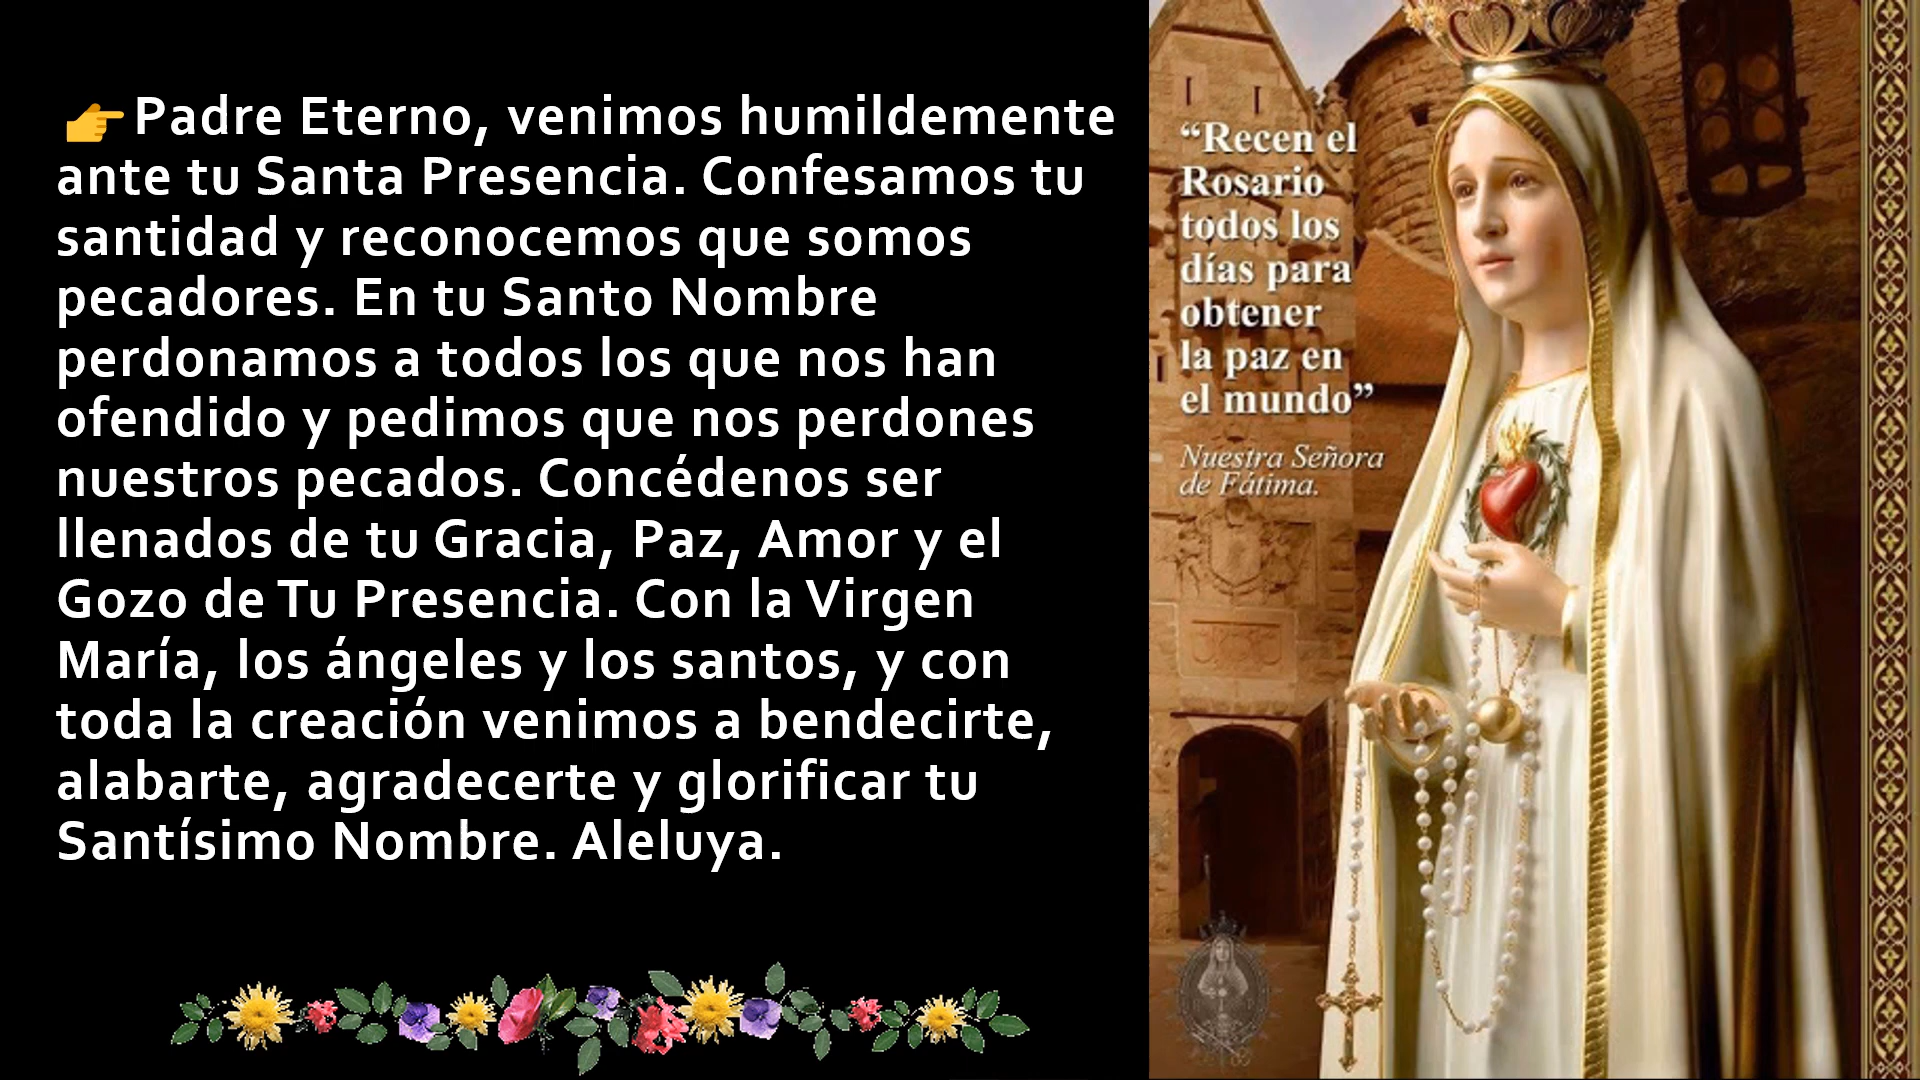 👉Padre Eterno, venimos humildemente
ante tu Santa Presencia. Confesamos tu
santidad y reconocemos que somos
pecadores. En tu Santo Nombre
perdonamos a todos los que nos han
ofendido y pedimos que nos perdones
nuestros pecados. Concédenos ser
llenados de tu Gracia, Paz, Amor y el
Gozo de Tu Presencia. Con la Virgen
María, los ángeles y los santos, y con
toda la creación venimos a bendecirte,
alabarte, agradecerte y glorificar tu
Santísimo Nombre. Aleluya.
“Recen el
Rosario
todos los
días para
obtener
la paz en
el mundo”
Nuestra Señora
de Fátima.